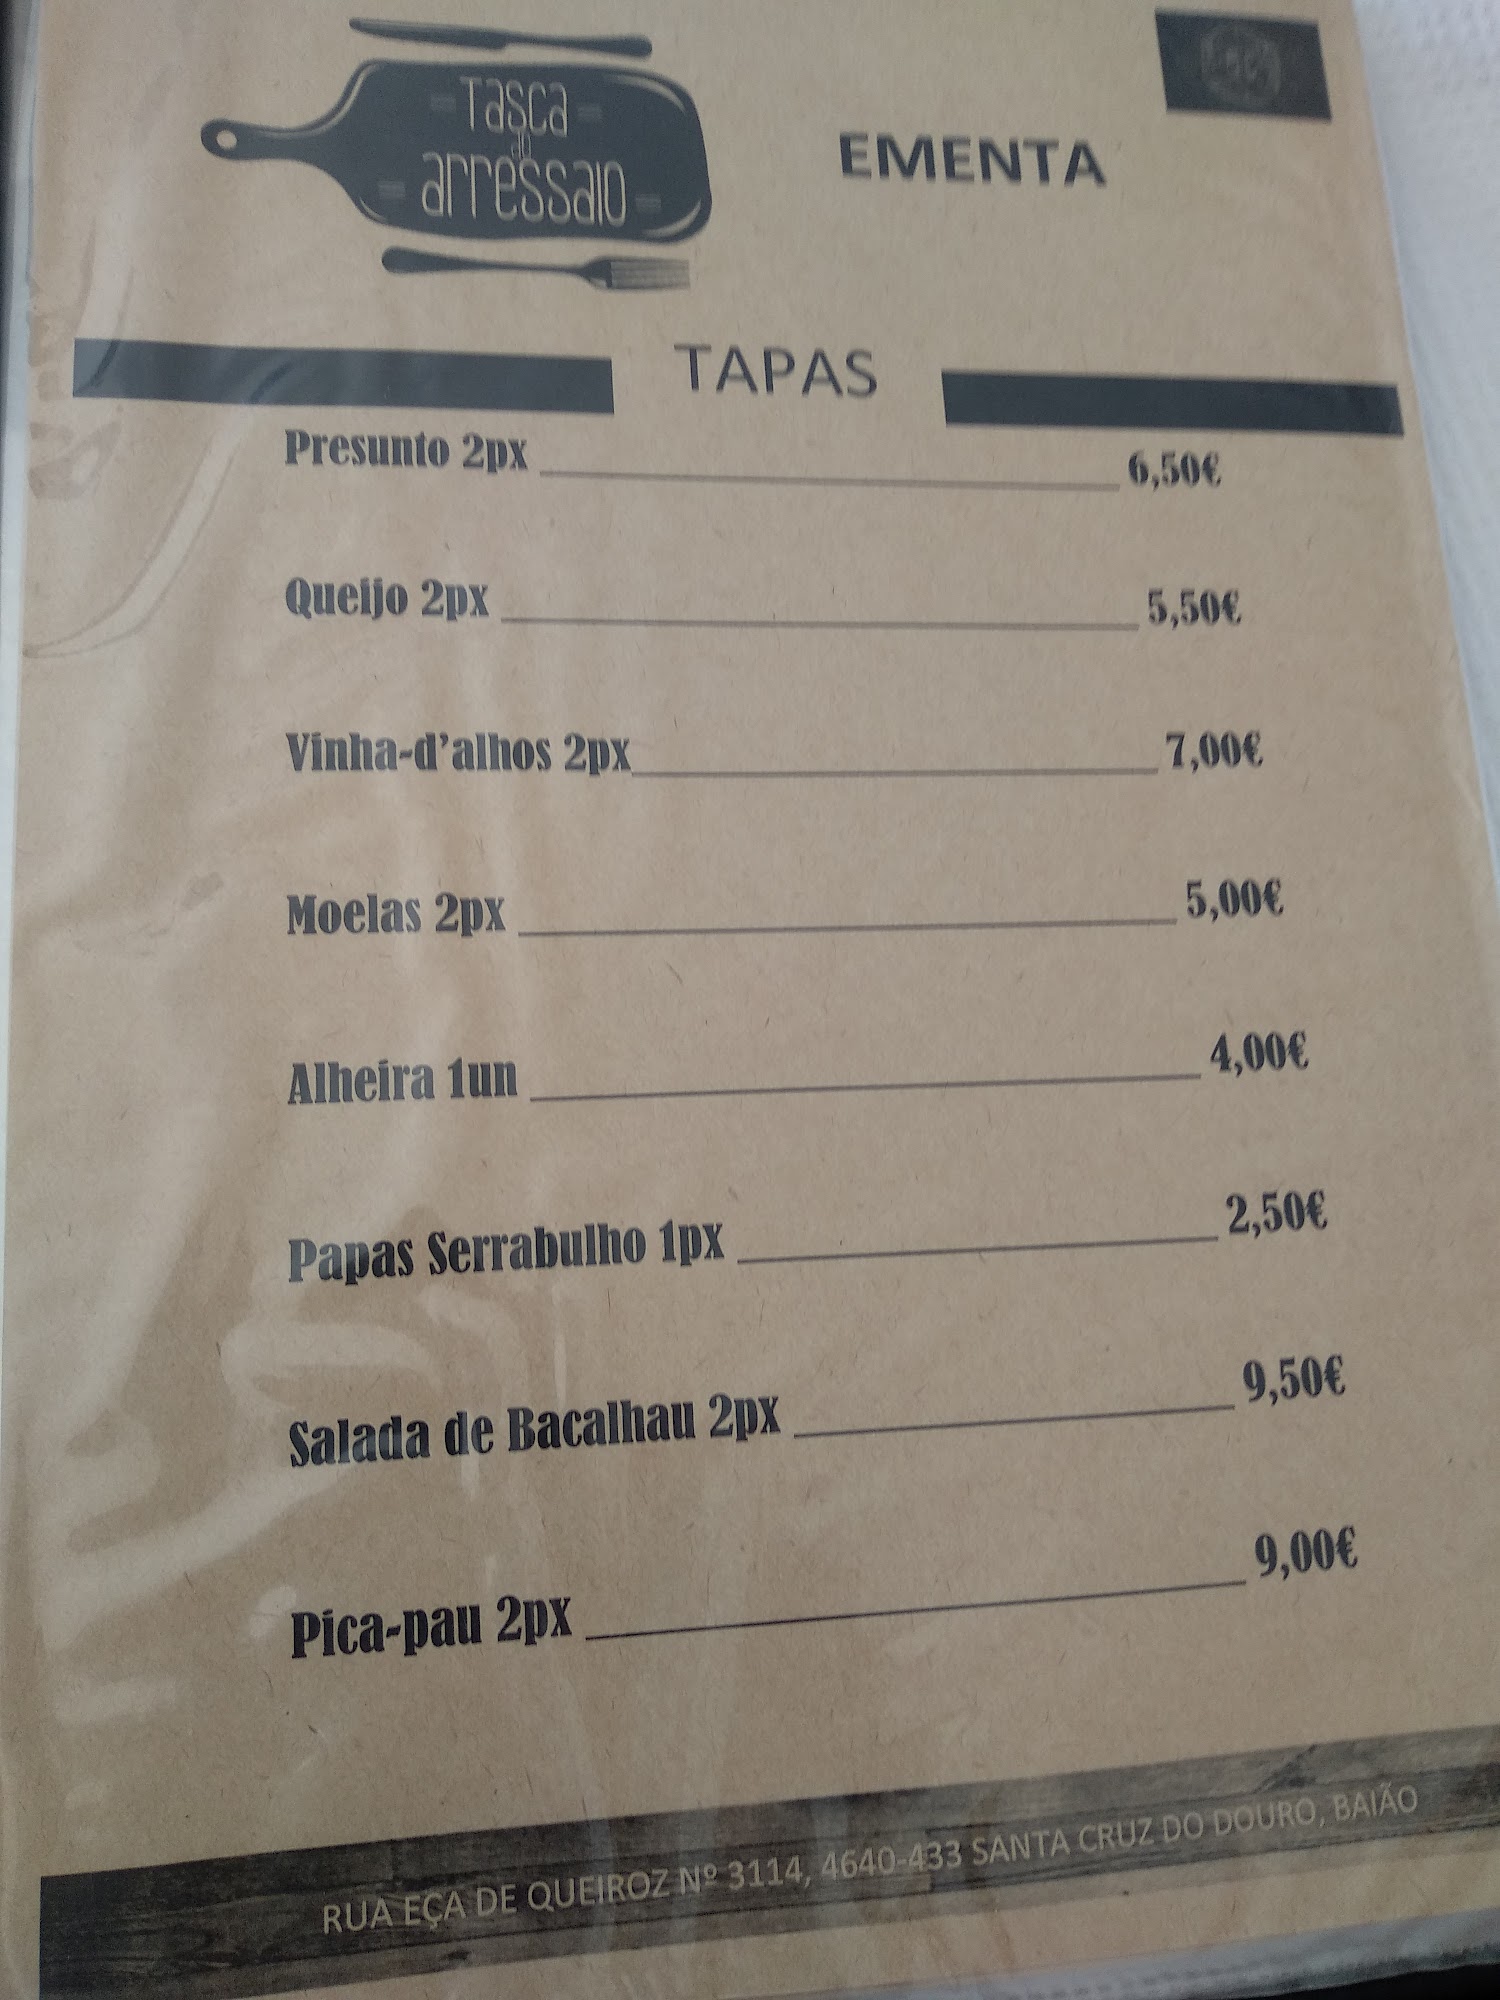 Tasca
do
arressaio
EMENTA
TAPAS
Presunto 2px 6,50€
Queijo 2px 5,50€
Vinha-d'alhos 2px 7,00€
Moelas 2px 5,00€
Alheira 1un 4,00€
Papas Serrabulho 1px 2,50€
Salada de Bacalhau 2px 9,50€
Pica-pau 2px 9,00€
RUA EÇA DE QUEIROZ Nº 3114, 4640-433 SANTA CRUZ DO DOURO, BAIÃO